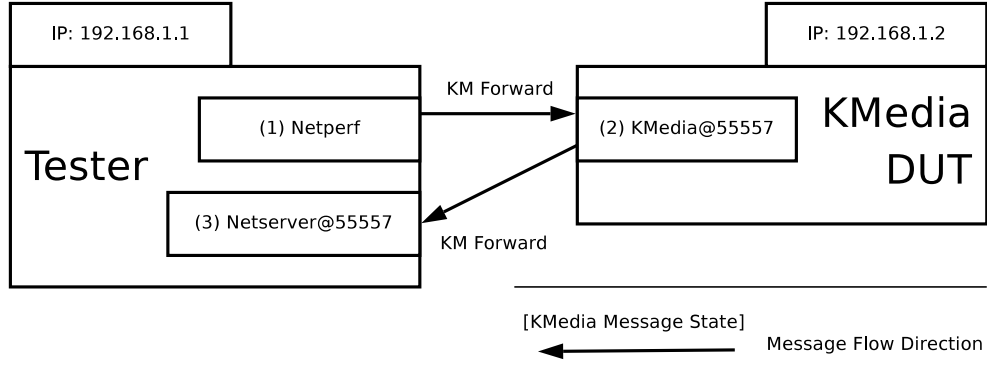 IP: 192.168.1.1
IP: 192.168.1.2
KM Forward
(1) Netperf
(2) KMedia@55557
KMedia
DUT
Tester
(3) Netserver@55557
KM Forward
[KMedia Message State]
Message Flow Direction